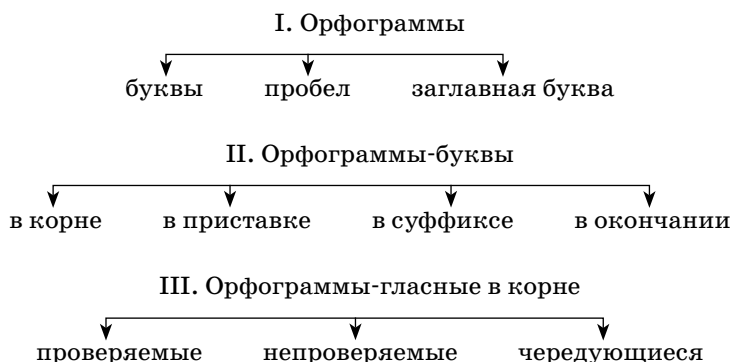 I. Орфограммы
буквы пробел заглавная буква
II. Орфограммы-буквы
в корне в приставке в суффиксе в окончании
III. Орфограммы-гласные в корне
проверяемые непроверяемые чередующиеся